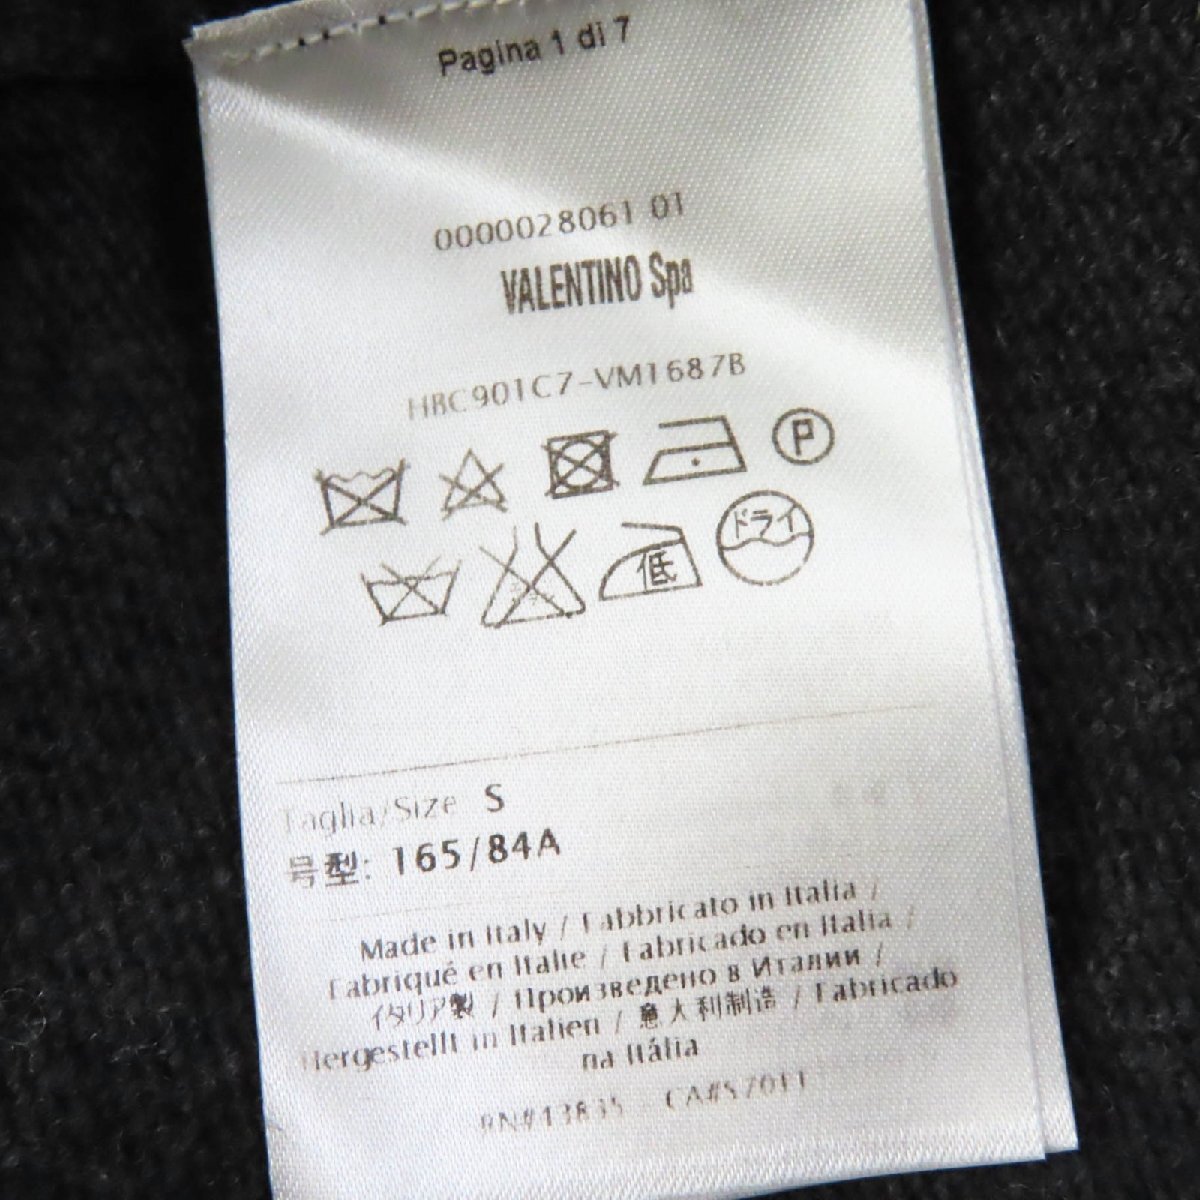 Pagina 1 di 7
0000028061 01
VALENTINO Spa
HBC901C7-VM1687B
P
ドライ
低
Taglia/Size S
号型: 165/84A
Made in Italy / Fabbricato in Italia /
Fabriqué en Italie / Fabricado en Italia /
イタリア製 / Произведено в Италии /
Hergestellt in Italien / 意大利制造 / Fabricado
na Itália
RN#13835 - CA#57011